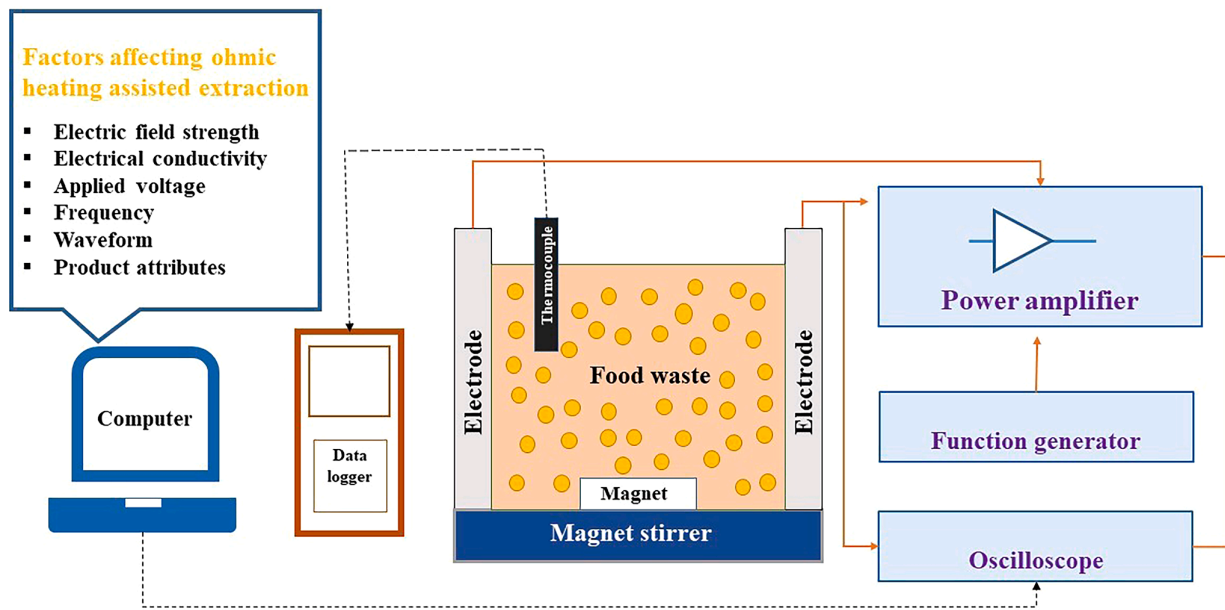 Factors affecting ohmic
heating assisted extraction
▪ Electric field strength
▪ Electrical conductivity
▪ Applied voltage
▪ Frequency
▪ Waveform
▪ Product attributes
Computer
Data
logger
Thermocouple
Electrode
Food waste
Electrode
Magnet
Magnet stirrer
Power amplifier
Function generator
Oscilloscope